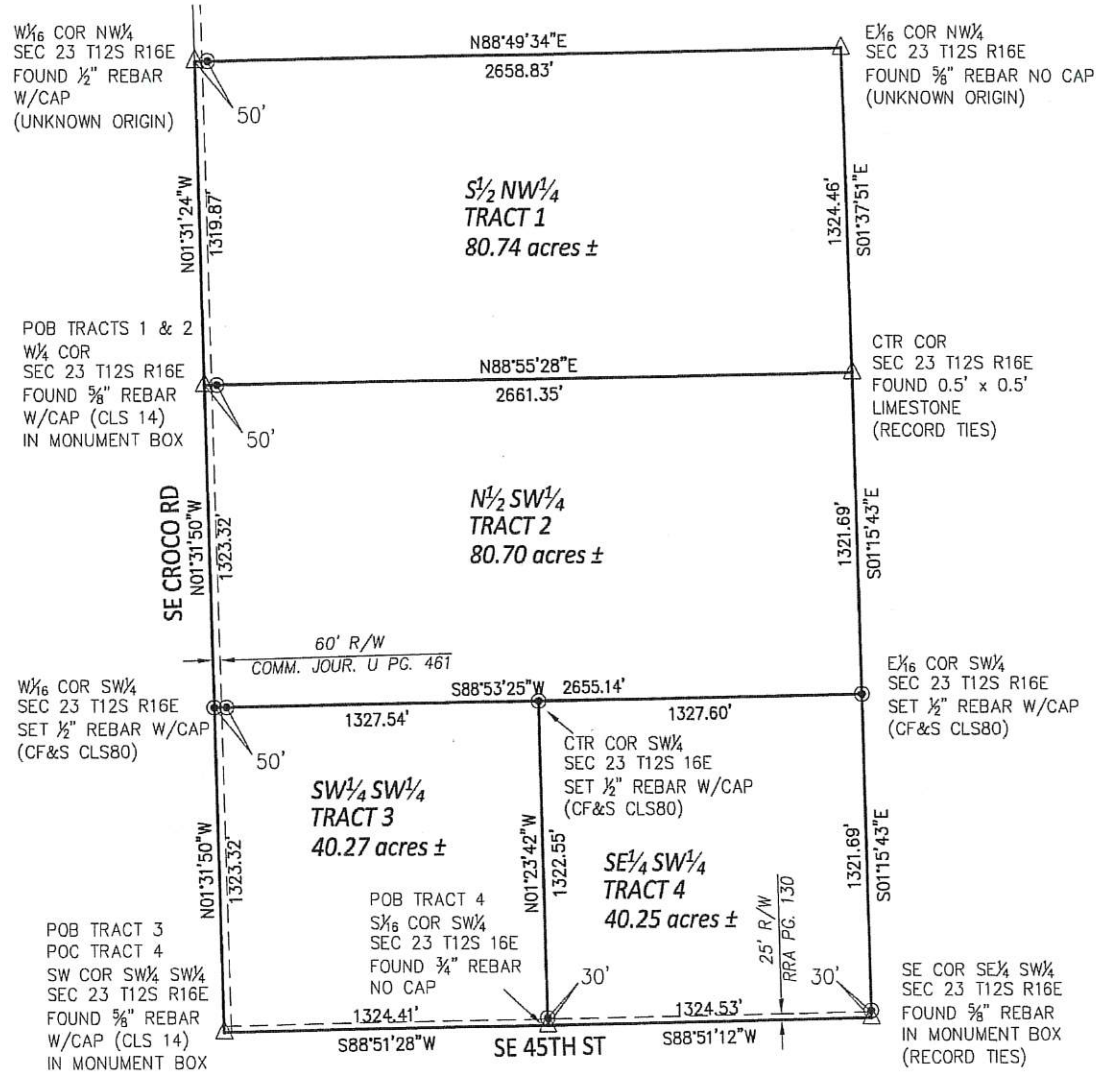 W1⁄16 COR NW1⁄4
SEC 23 T12S R16E
FOUND 1⁄2" REBAR
W/CAP
(UNKNOWN ORIGIN)
50'
N88°49'34"E
2658.83'
E1⁄16 COR NW1⁄4
SEC 23 T12S R16E
FOUND 5⁄8" REBAR NO CAP
(UNKNOWN ORIGIN)
N01°31'24"W
1319.87'
S1⁄2 NW1⁄4
TRACT 1
80.74 acres ±
1324.46'
S01°37'51"E
POB TRACTS 1 & 2
W1⁄4 COR
SEC 23 T12S R16E
FOUND 5⁄8" REBAR
W/CAP (CLS 14)
IN MONUMENT BOX
50'
N88°55'28"E
2661.35'
CTR COR
SEC 23 T12S R16E
FOUND 0.5' x 0.5'
LIMESTONE
(RECORD TIES)
SE CROCO RD
N01°31'50"W
1323.32'
N1⁄2 SW1⁄4
TRACT 2
80.70 acres ±
1321.69'
S01°15'43"E
60' R/W
COMM. JOUR. U PG. 461
W1⁄16 COR SW1⁄4
SEC 23 T12S R16E
SET 1⁄2" REBAR W/CAP
(CF&S CLS80)
50'
S88°53'25"W 2655.14'
1327.54'
1327.60'
E1⁄16 COR SW1⁄4
SEC 23 T12S R16E
SET 1⁄2" REBAR W/CAP
(CF&S CLS80)
CTR COR SW1⁄4
SEC 23 T12S 16E
SET 1⁄2" REBAR W/CAP
(CF&S CLS80)
N01°31'50"W
1323.32'
SW1⁄4 SW1⁄4
TRACT 3
40.27 acres ±
N01°23'42"W
1322.55'
SE1⁄4 SW1⁄4
TRACT 4
40.25 acres ±
25' R/W
RRA PG. 130
1321.69'
S01°15'43"E
POB TRACT 3
POC TRACT 4
SW COR SW1⁄4 SW1⁄4
SEC 23 T12S R16E
FOUND 5⁄8" REBAR
W/CAP (CLS 14)
IN MONUMENT BOX
POB TRACT 4
S1⁄16 COR SW1⁄4
SEC 23 T12S 16E
FOUND 3⁄4" REBAR
NO CAP
30'
30'
SE COR SE1⁄4 SW1⁄4
SEC 23 T12S R16E
FOUND 5⁄8" REBAR
IN MONUMENT BOX
(RECORD TIES)
1324.41'
S88°51'28"W
SE 45TH ST
1324.53'
S88°51'12"W